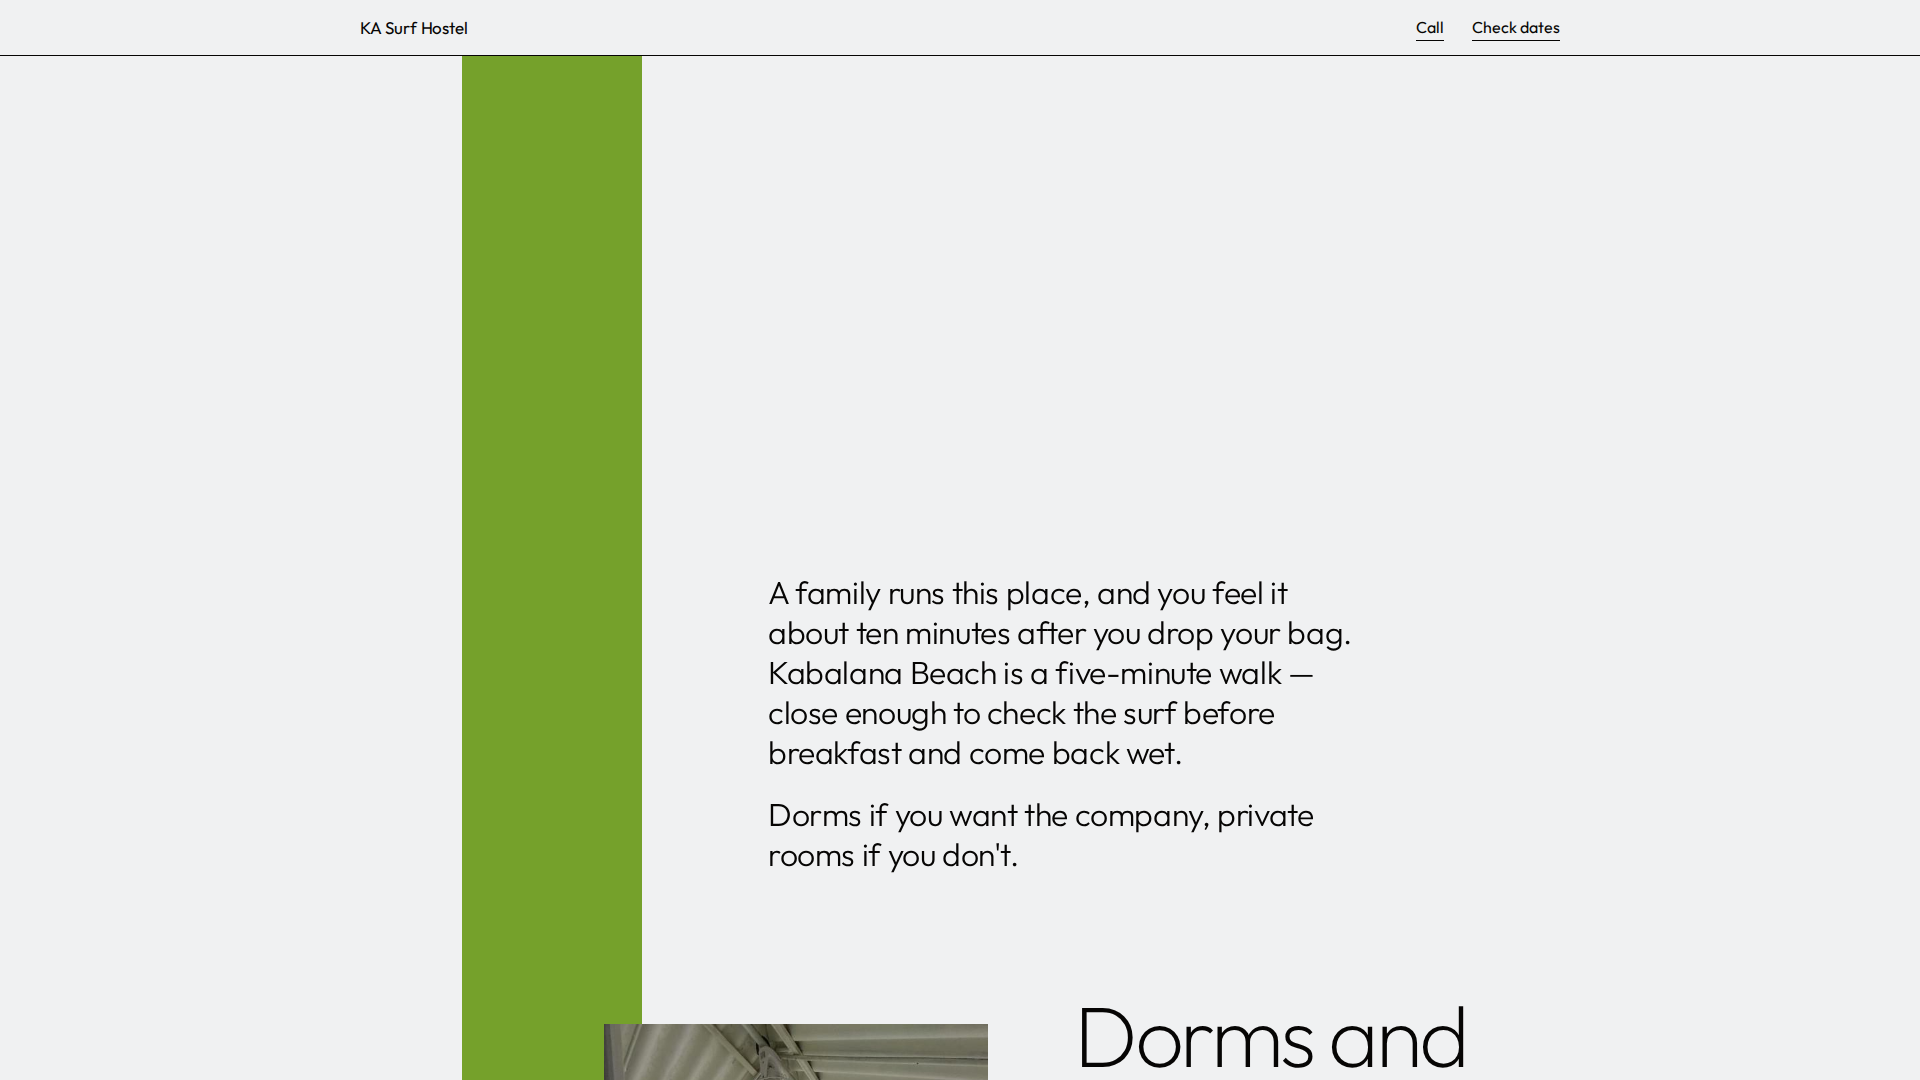 KA Surf Hostel
Call
Check dates
A family runs this place, and you feel it
about ten minutes after you drop your bag.
Kabalana Beach is a five-minute walk —
close enough to check the surf before
breakfast and come back wet.
Dorms if you want the company, private
rooms if you don't.
Dorms and